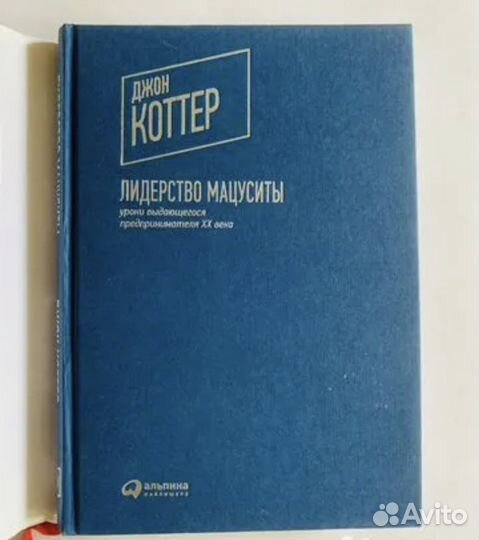 ДЖОН
КОТТЕР
ЛИДЕРСТВО МАЦУСИТЫ
уроки выдающегося
предпринимателя XX века
альпина
ПАБЛИШЕР
Avito